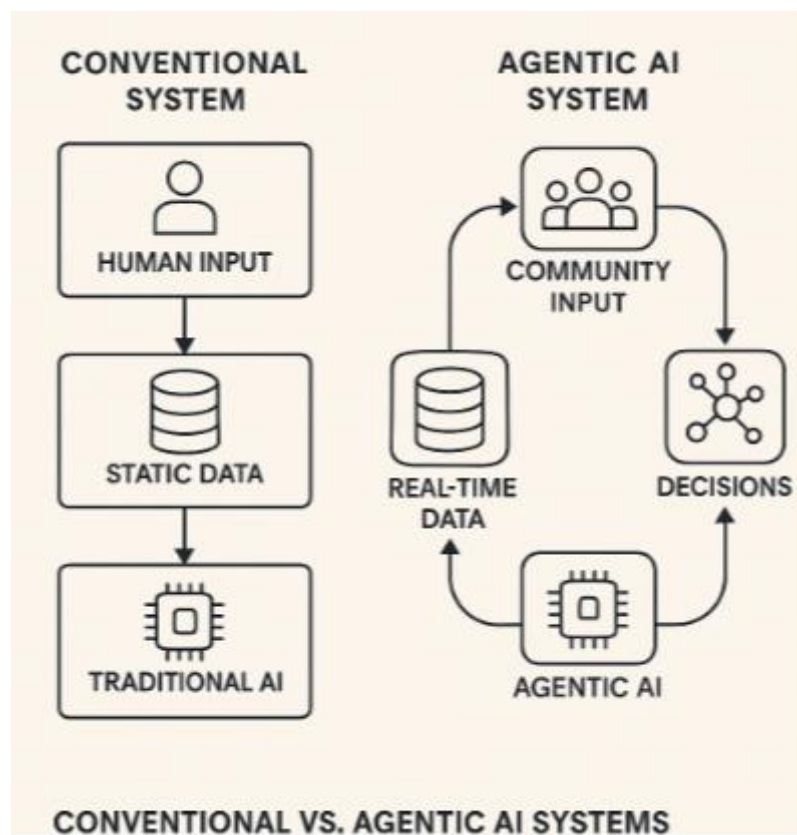 CONVENTIONAL
SYSTEM
HUMAN INPUT
STATIC DATA
TRADITIONAL AI
AGENTIC AI
SYSTEM
COMMUNITY
INPUT
REAL-TIME
DATA
DECISIONS
AGENTIC AI
CONVENTIONAL VS. AGENTIC AI SYSTEMS